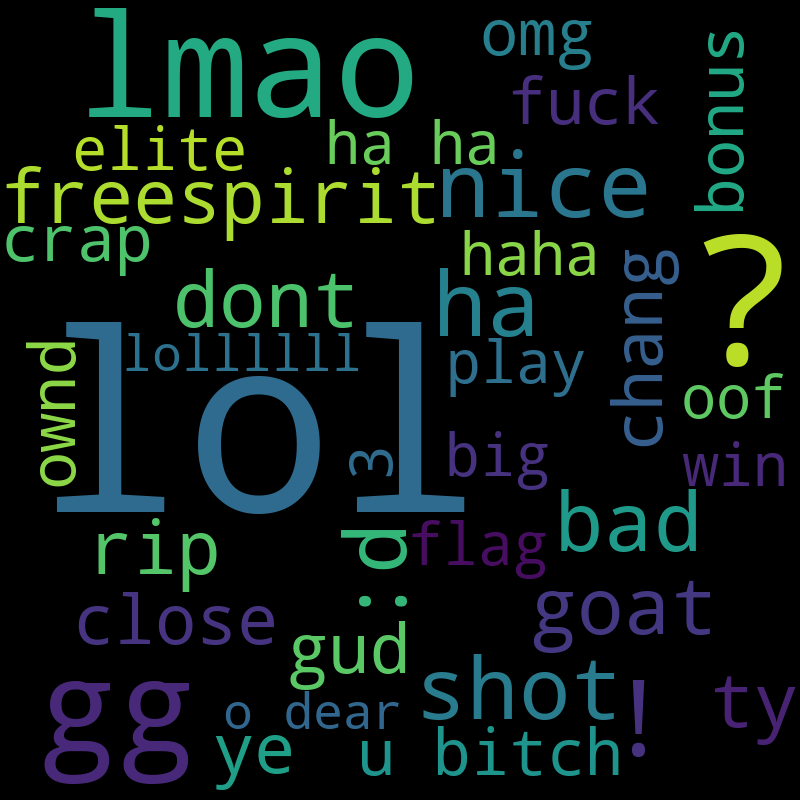 lmao
omg
bonus
fuck
elite
ha ha
freespirit
nice
crap
haha
?
chang
dont
ha
lol
lollllll
play
ownd
oof
big
3
win
bad
rip
:d
flag
close
goat
gud
gg
shot
!
ty
o dear
ye
u bitch